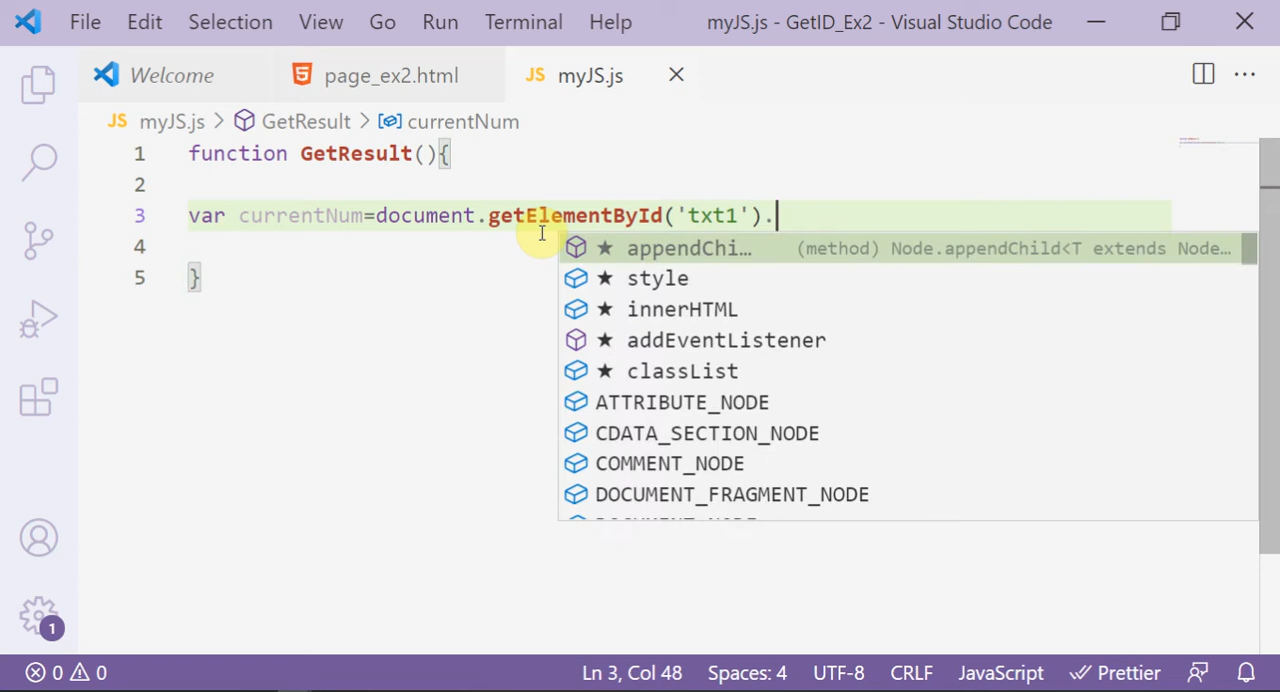 File Edit Selection View Go Run Terminal Help myJS.js - GetID_Ex2 - Visual Studio Code
Welcome page_ex2.html JS myJS.js
JS myJS.js > GetResult > currentNum
1 function GetResult(){
2
3 var currentNum=document.getElementById('txt1').
4 appendChi... (method) Node.appendChild<T extends Node...
5 }
★ style
★ innerHTML
★ addEventListener
★ classList
ATTRIBUTE_NODE
CDATA_SECTION_NODE
COMMENT_NODE
DOCUMENT_FRAGMENT_NODE
1
0 0 Ln 3, Col 48 Spaces: 4 UTF-8 CRLF JavaScript Prettier